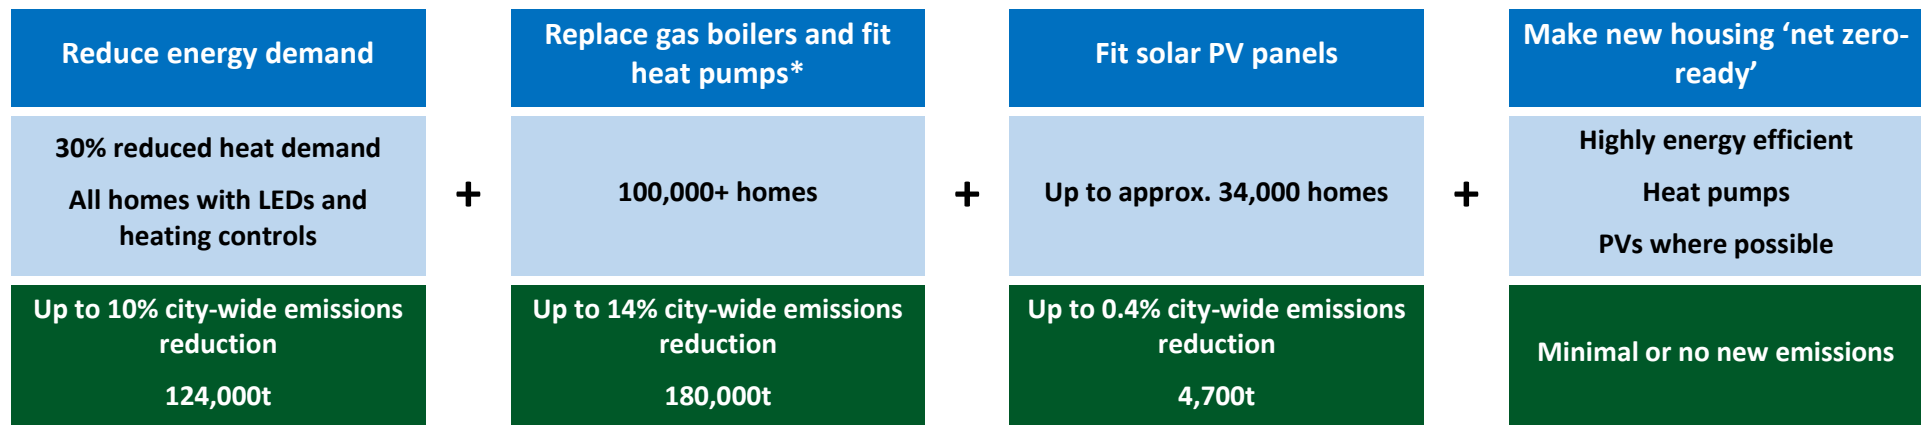 Reduce energy demand
30% reduced heat demand
All homes with LEDs and
heating controls
Up to 10% city-wide emissions
reduction
124,000t
+
Replace gas boilers and fit
heat pumps*
100,000+ homes
Up to 14% city-wide emissions
reduction
180,000t
+
Fit solar PV panels
Up to approx. 34,000 homes
Up to 0.4% city-wide emissions
reduction
4,700t
+
Make new housing ‘net zero-
ready’
Highly energy efficient
Heat pumps
PVs where possible
Minimal or no new emissions